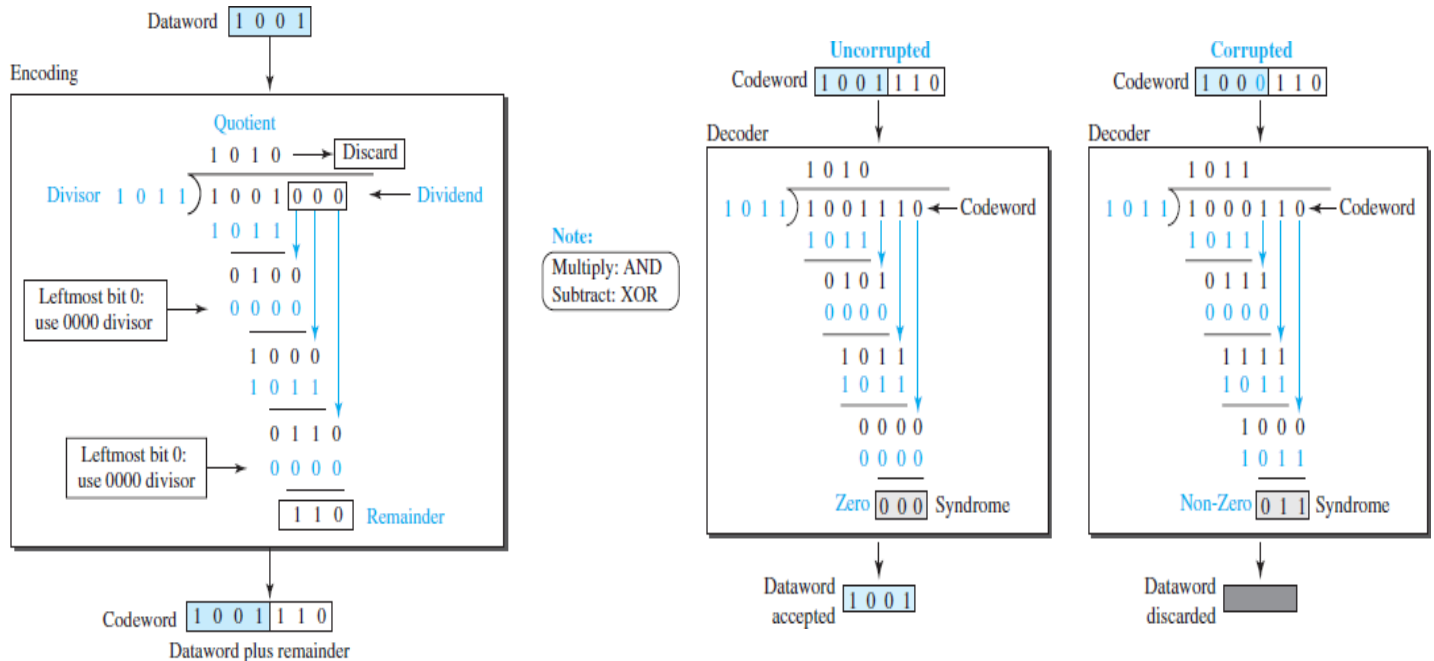 Dataword 1 0 0 1
Encoding
Quotient
1 0 1 0 Discard
Divisor 1 0 1 1 1 0 0 1 0 0 0 Dividend
1 0 1 1
0 1 0 0
Leftmost bit 0:
use 0000 divisor
0 0 0 0
1 0 0 0
1 0 1 1
0 1 1 0
Leftmost bit 0:
use 0000 divisor
0 0 0 0
1 1 0 Remainder
Codeword 1 0 0 1 1 1 0
Dataword plus remainder
Note:
Multiply: AND
Subtract: XOR
Uncorrupted
Codeword 1 0 0 1 1 1 0
Decoder
1 0 1 0
1 0 1 1 1 0 0 1 1 1 0 Codeword
1 0 1 1
0 1 0 1
0 0 0 0
1 0 1 1
1 0 1 1
0 0 0 0
0 0 0 0
Zero 0 0 0 Syndrome
Dataword
accepted
1 0 0 1
Corrupted
Codeword 1 0 0 0 1 1 0
Decoder
1 0 1 1
1 0 1 1 1 0 0 0 1 1 0 Codeword
1 0 1 1
0 1 1 1
0 0 0 0
1 1 1 1
1 0 1 1
1 0 0 0
1 0 1 1
Non-Zero 0 1 1 Syndrome
Dataword
discarded